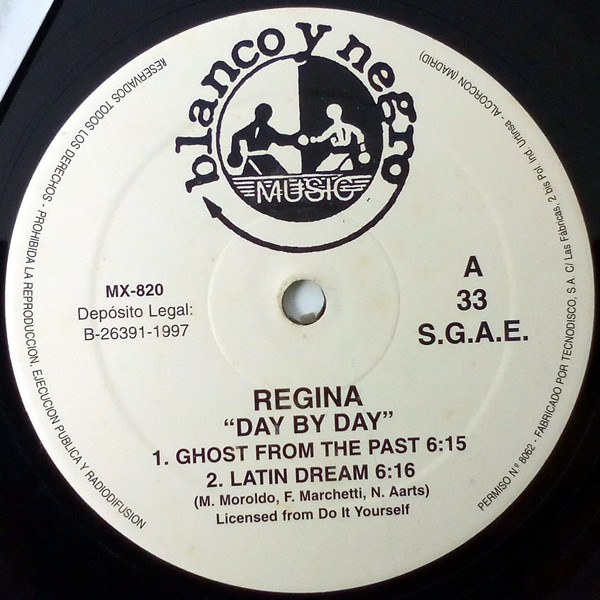 blanco y negro
MUSIC
RESERVADOS TODOS LOS DERECHOS - PROHIBIDA LA REPRODUCCION, EJECUCION PUBLICA Y RADIODIFUSION
MX-820
Depósito Legal:
B-26391-1997
A
33
S.G.A.E.
REGINA
“DAY BY DAY”
1. GHOST FROM THE PAST 6:15
2. LATIN DREAM 6:16
(M. Moroldo, F. Marchetti, N. Aarts)
Licensed from Do It Yourself
PERMISO Nº 8062 - FABRICADO POR TECNODISCO, S.A. C/ Las Fábricas, 2 bis Pol. Ind. Urtinsa - ALCORCON (MADRID)